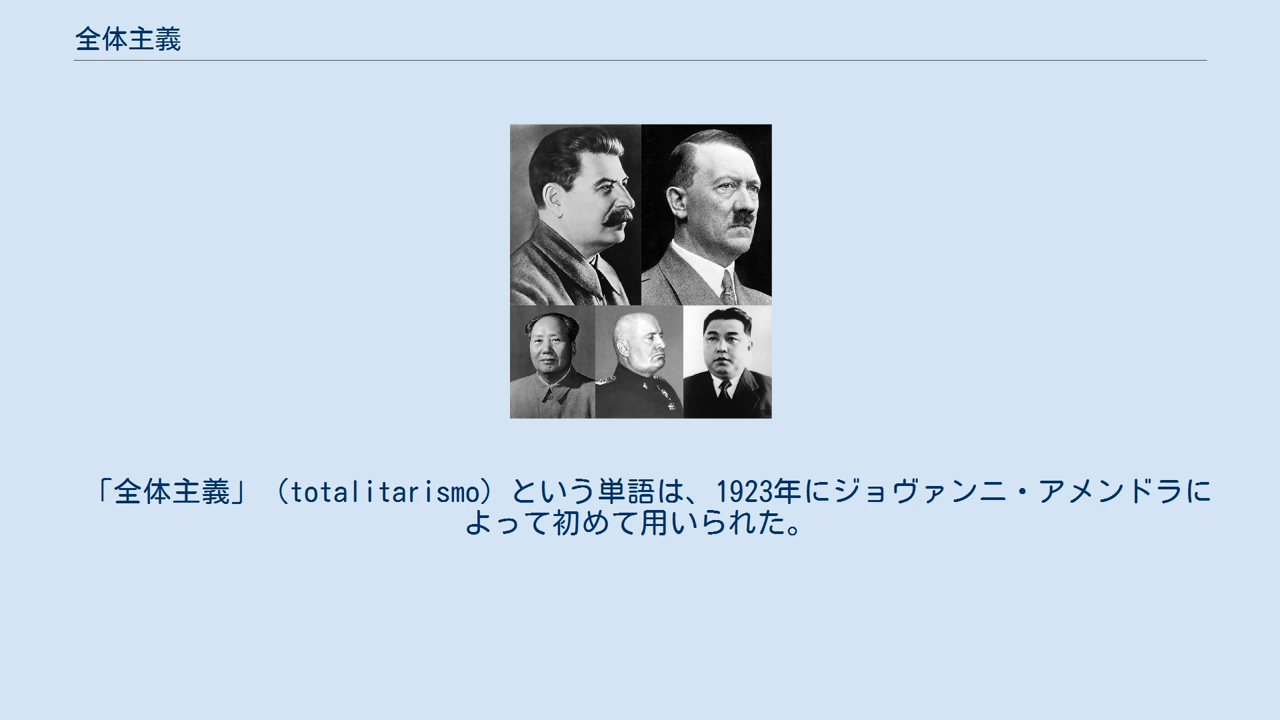 全体主義
「全体主義」（totalitarismo）という単語は、1923年にジョヴァンニ・アメンドラに
よって初めて用いられた。